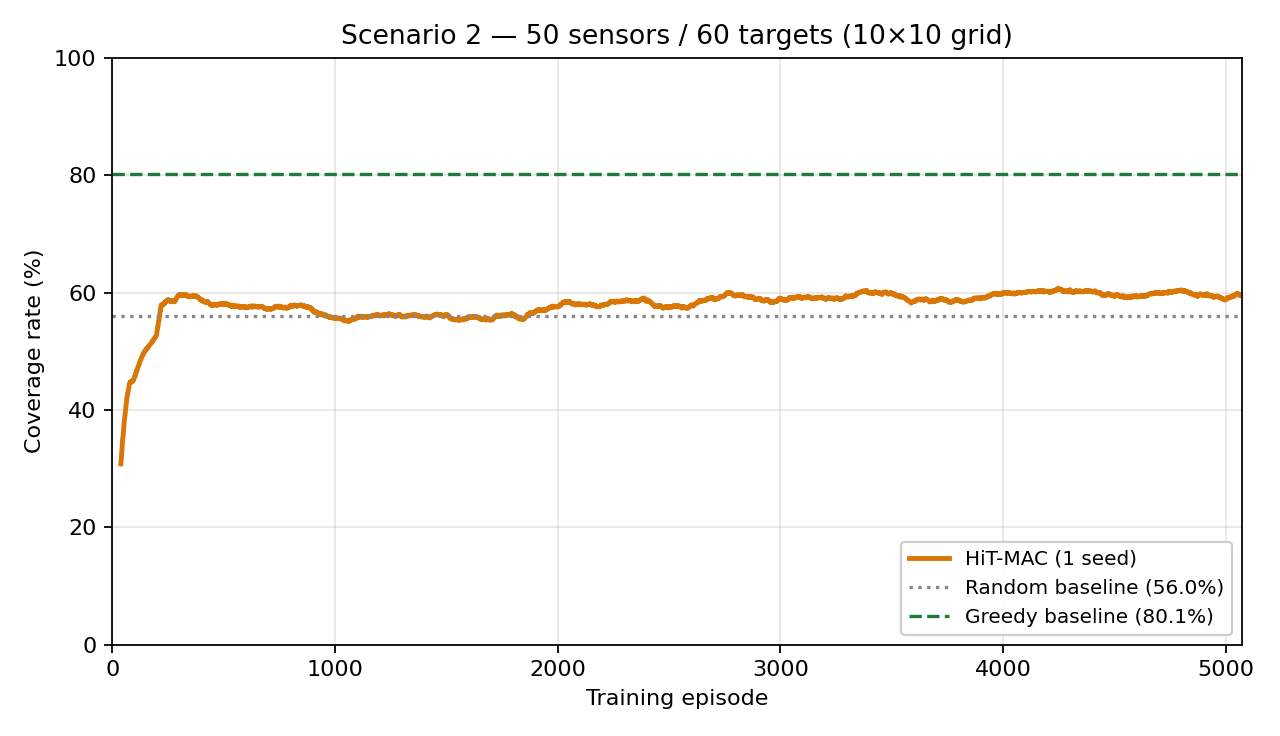 Scenario 2 — 50 sensors / 60 targets (10×10 grid)
100
80
60
40
20
0
Coverage rate (%)
0 1000 2000 3000 4000 5000
Training episode
HiT-MAC (1 seed)
Random baseline (56.0%)
Greedy baseline (80.1%)